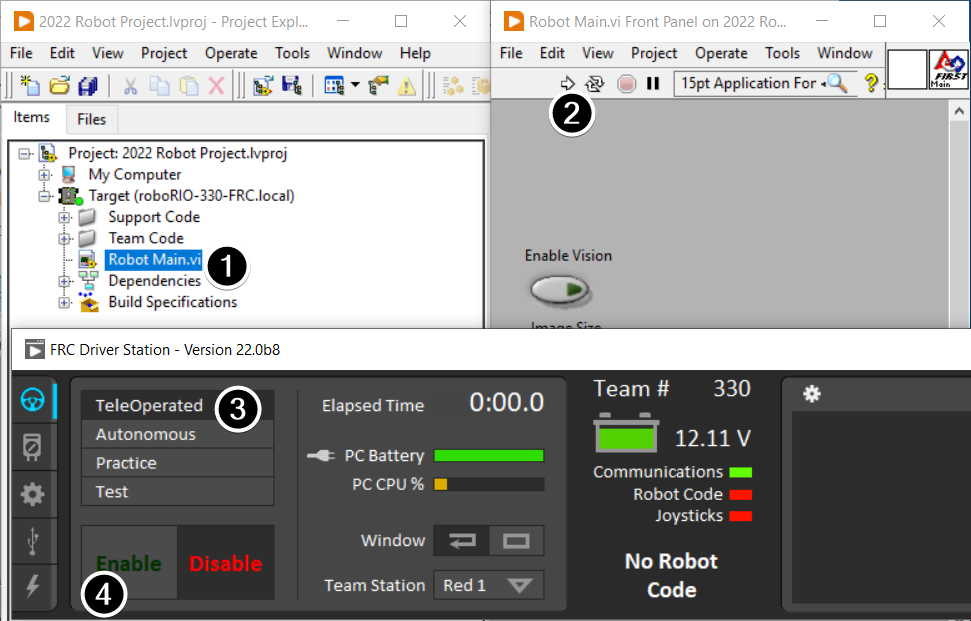 2022 Robot Project.lvproj - Project Expl...
File Edit View Project Operate Tools Window Help
Items Files
Project: 2022 Robot Project.lvproj
My Computer
Target (roboRIO-330-FRC.local)
Support Code
Team Code
Robot Main.vi
1
Dependencies
Build Specifications
Robot Main.vi Front Panel on 2022 Ro...
File Edit View Project Operate Tools Window
15pt Application For
?
FIRST
Main
2
Enable Vision
Image Size
FRC Driver Station - Version 22.0b8
TeleOperated
3
Autonomous
Practice
Test
Enable Disable
4
Elapsed Time 0:00.0
PC Battery
PC CPU %
Window
Team Station Red 1
Team # 330
12.11 V
Communications
Robot Code
Joysticks
No Robot
Code